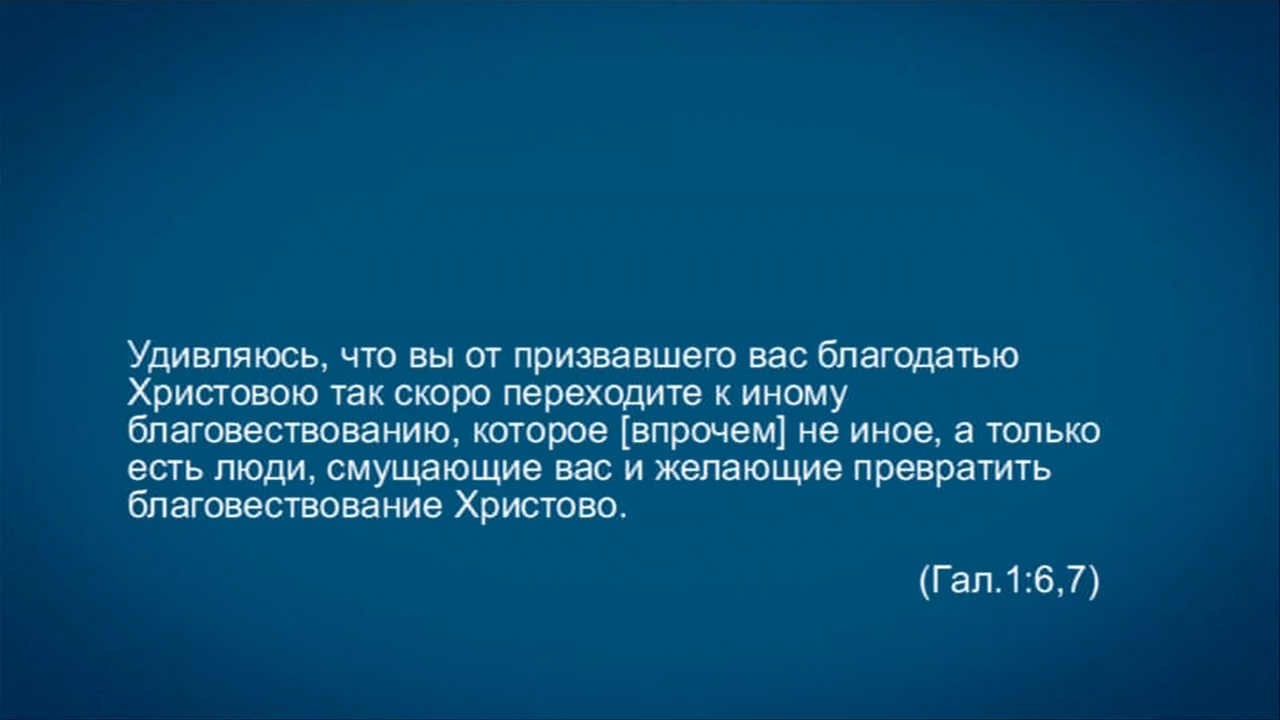 Удивляюсь, что вы от призвавшего вас благодатью
Христовою так скоро переходите к иному
благовествованию, которое [впрочем] не иное, а только
есть люди, смущающие вас и желающие превратить
благовествование Христово.
(Гал.1:6,7)